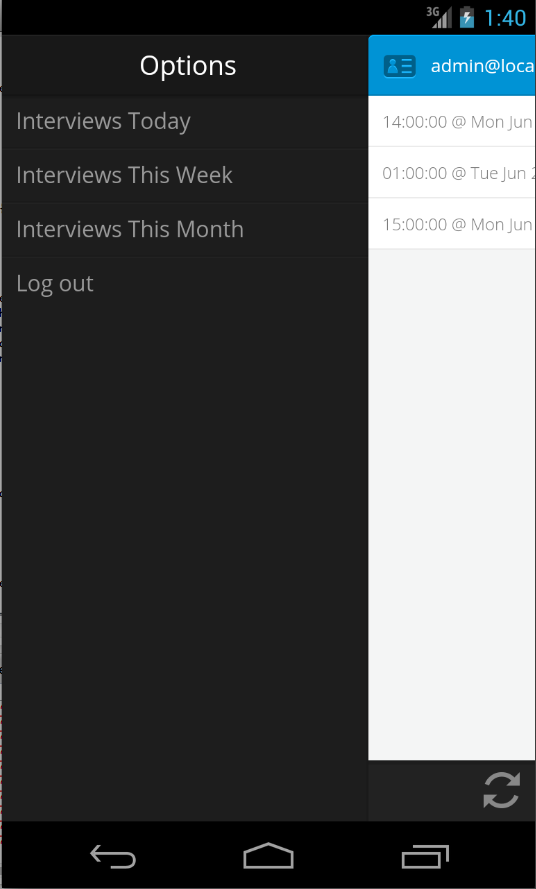 3G 1:40
Options
admin@loca
Interviews Today
14:00:00 @ Mon Jun
Interviews This Week
01:00:00 @ Tue Jun 2
Interviews This Month
15:00:00 @ Mon Jun
Log out